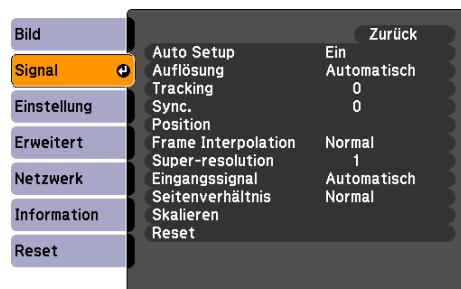 Bild
Signal
Einstellung
Erweitert
Netzwerk
Information
Reset
Zurück
Auto Setup Ein
Auflösung Automatisch
Tracking 0
Sync. 0
Position
Frame Interpolation Normal
Super-resolution 1
Eingangssignal Automatisch
Seitenverhältnis Normal
Skalieren
Reset